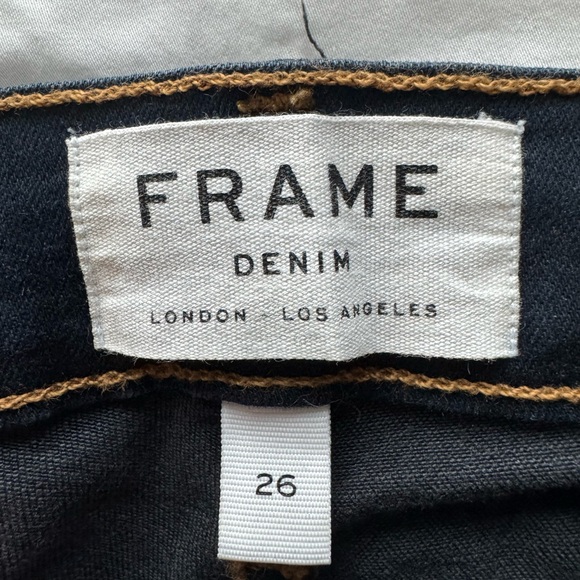 FRAME
DENIM
LONDON - LOS ANGELES
26